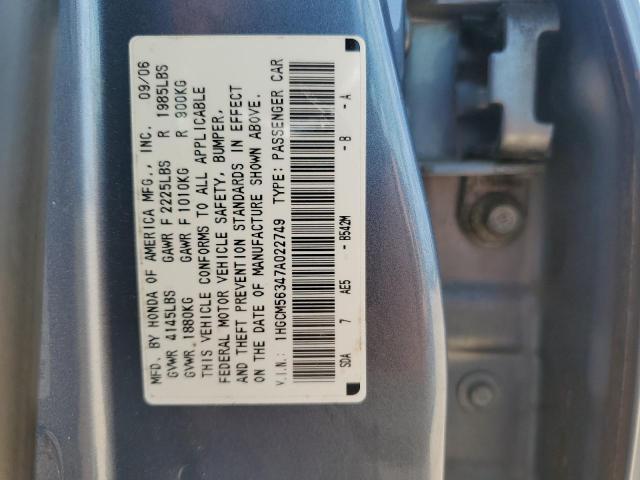 MFD. BY HONDA OF AMERICA MFG., INC. 09/06
GVWR 4145LBS GAWR F 2225LBS R 1985LBS
GVWR 1880KG GAWR F 1010KG R 900KG
THIS VEHICLE CONFORMS TO ALL APPLICABLE
FEDERAL MOTOR VEHICLE SAFETY, BUMPER,
AND THEFT PREVENTION STANDARDS IN EFFECT
ON THE DATE OF MANUFACTURE SHOWN ABOVE.
V.I.N.: 1HGCM56347A022749 TYPE: PASSENGER CAR
SDA 7 AE5 - B542M - B - A